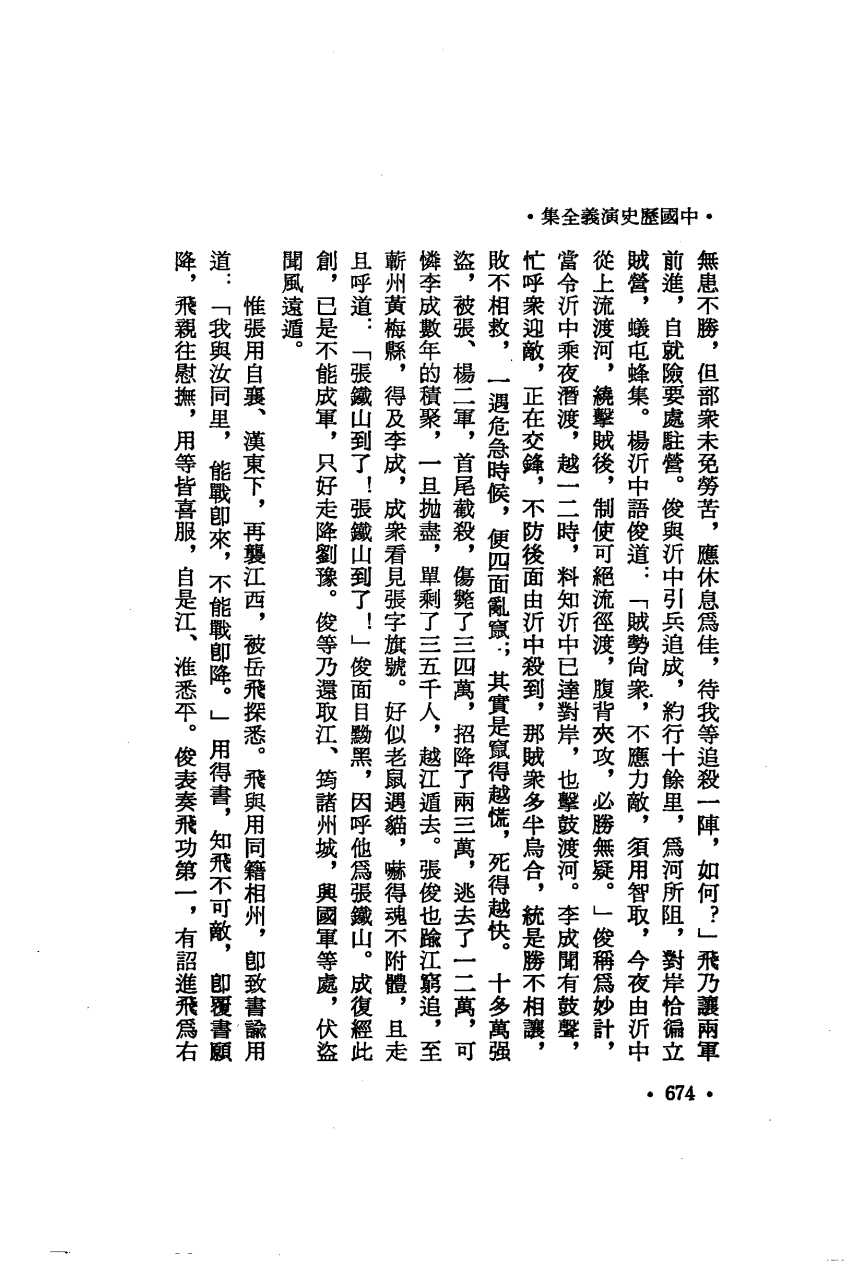 •集全義演史歷國中•
無患不勝，但部衆未免勞苦，應休息爲佳，待我等追殺一陣，如何？」飛乃讓兩軍
前進，自就險要處駐營。俊與沂中引兵追成，約行十餘里，爲河所阻，對岸恰徧立
賊營，蟻屯蜂集。楊沂中語俊道：「賊勢尙衆，不應力敵，須用智取，今夜由沂中
從上流渡河，繞擊賊後，制使可絕流徑渡，腹背夾攻，必勝無疑。」俊稱爲妙計，
當令沂中乘夜潛渡，越一二時，料知沂中已達對岸，也擊鼓渡河。李成聞有鼓聲，
忙呼衆迎敵，正在交鋒，不防後面由沂中殺到，那賊衆多半烏合，統是勝不相讓，
敗不相救，一遇危急時候，便四面亂竄；其實是竄得越慌，死得越快。十多萬强
盜，被張、楊二軍，首尾截殺，傷斃了三四萬，招降了兩三萬，逃去了一二萬，可
憐李成數年的積聚，一旦拋盡，單剩了三五千人，越江遁去。張俊也踰江窮追，至
蘄州黃梅縣，得及李成，成衆看見張字旗號。好似老鼠遇貓，嚇得魂不附體，且走
且呼道：「張鐵山到了！張鐵山到了！」俊面目黝黑，因呼他爲張鐵山。成復經此
創，已是不能成軍，只好走降劉豫。俊等乃還取江、筠諸州城，興國軍等處，伏盜
聞風遠遁。
惟張用自襄、漢東下，再襲江西，被岳飛探悉。飛與用同籍相州，卽致書諭用
道：「我與汝同里，能戰卽來，不能戰卽降。」用得書，知飛不可敵，卽覆書願
降，飛親往慰撫，用等皆喜服，自是江、淮悉平。俊表奏飛功第一，有詔進飛爲右
•674•